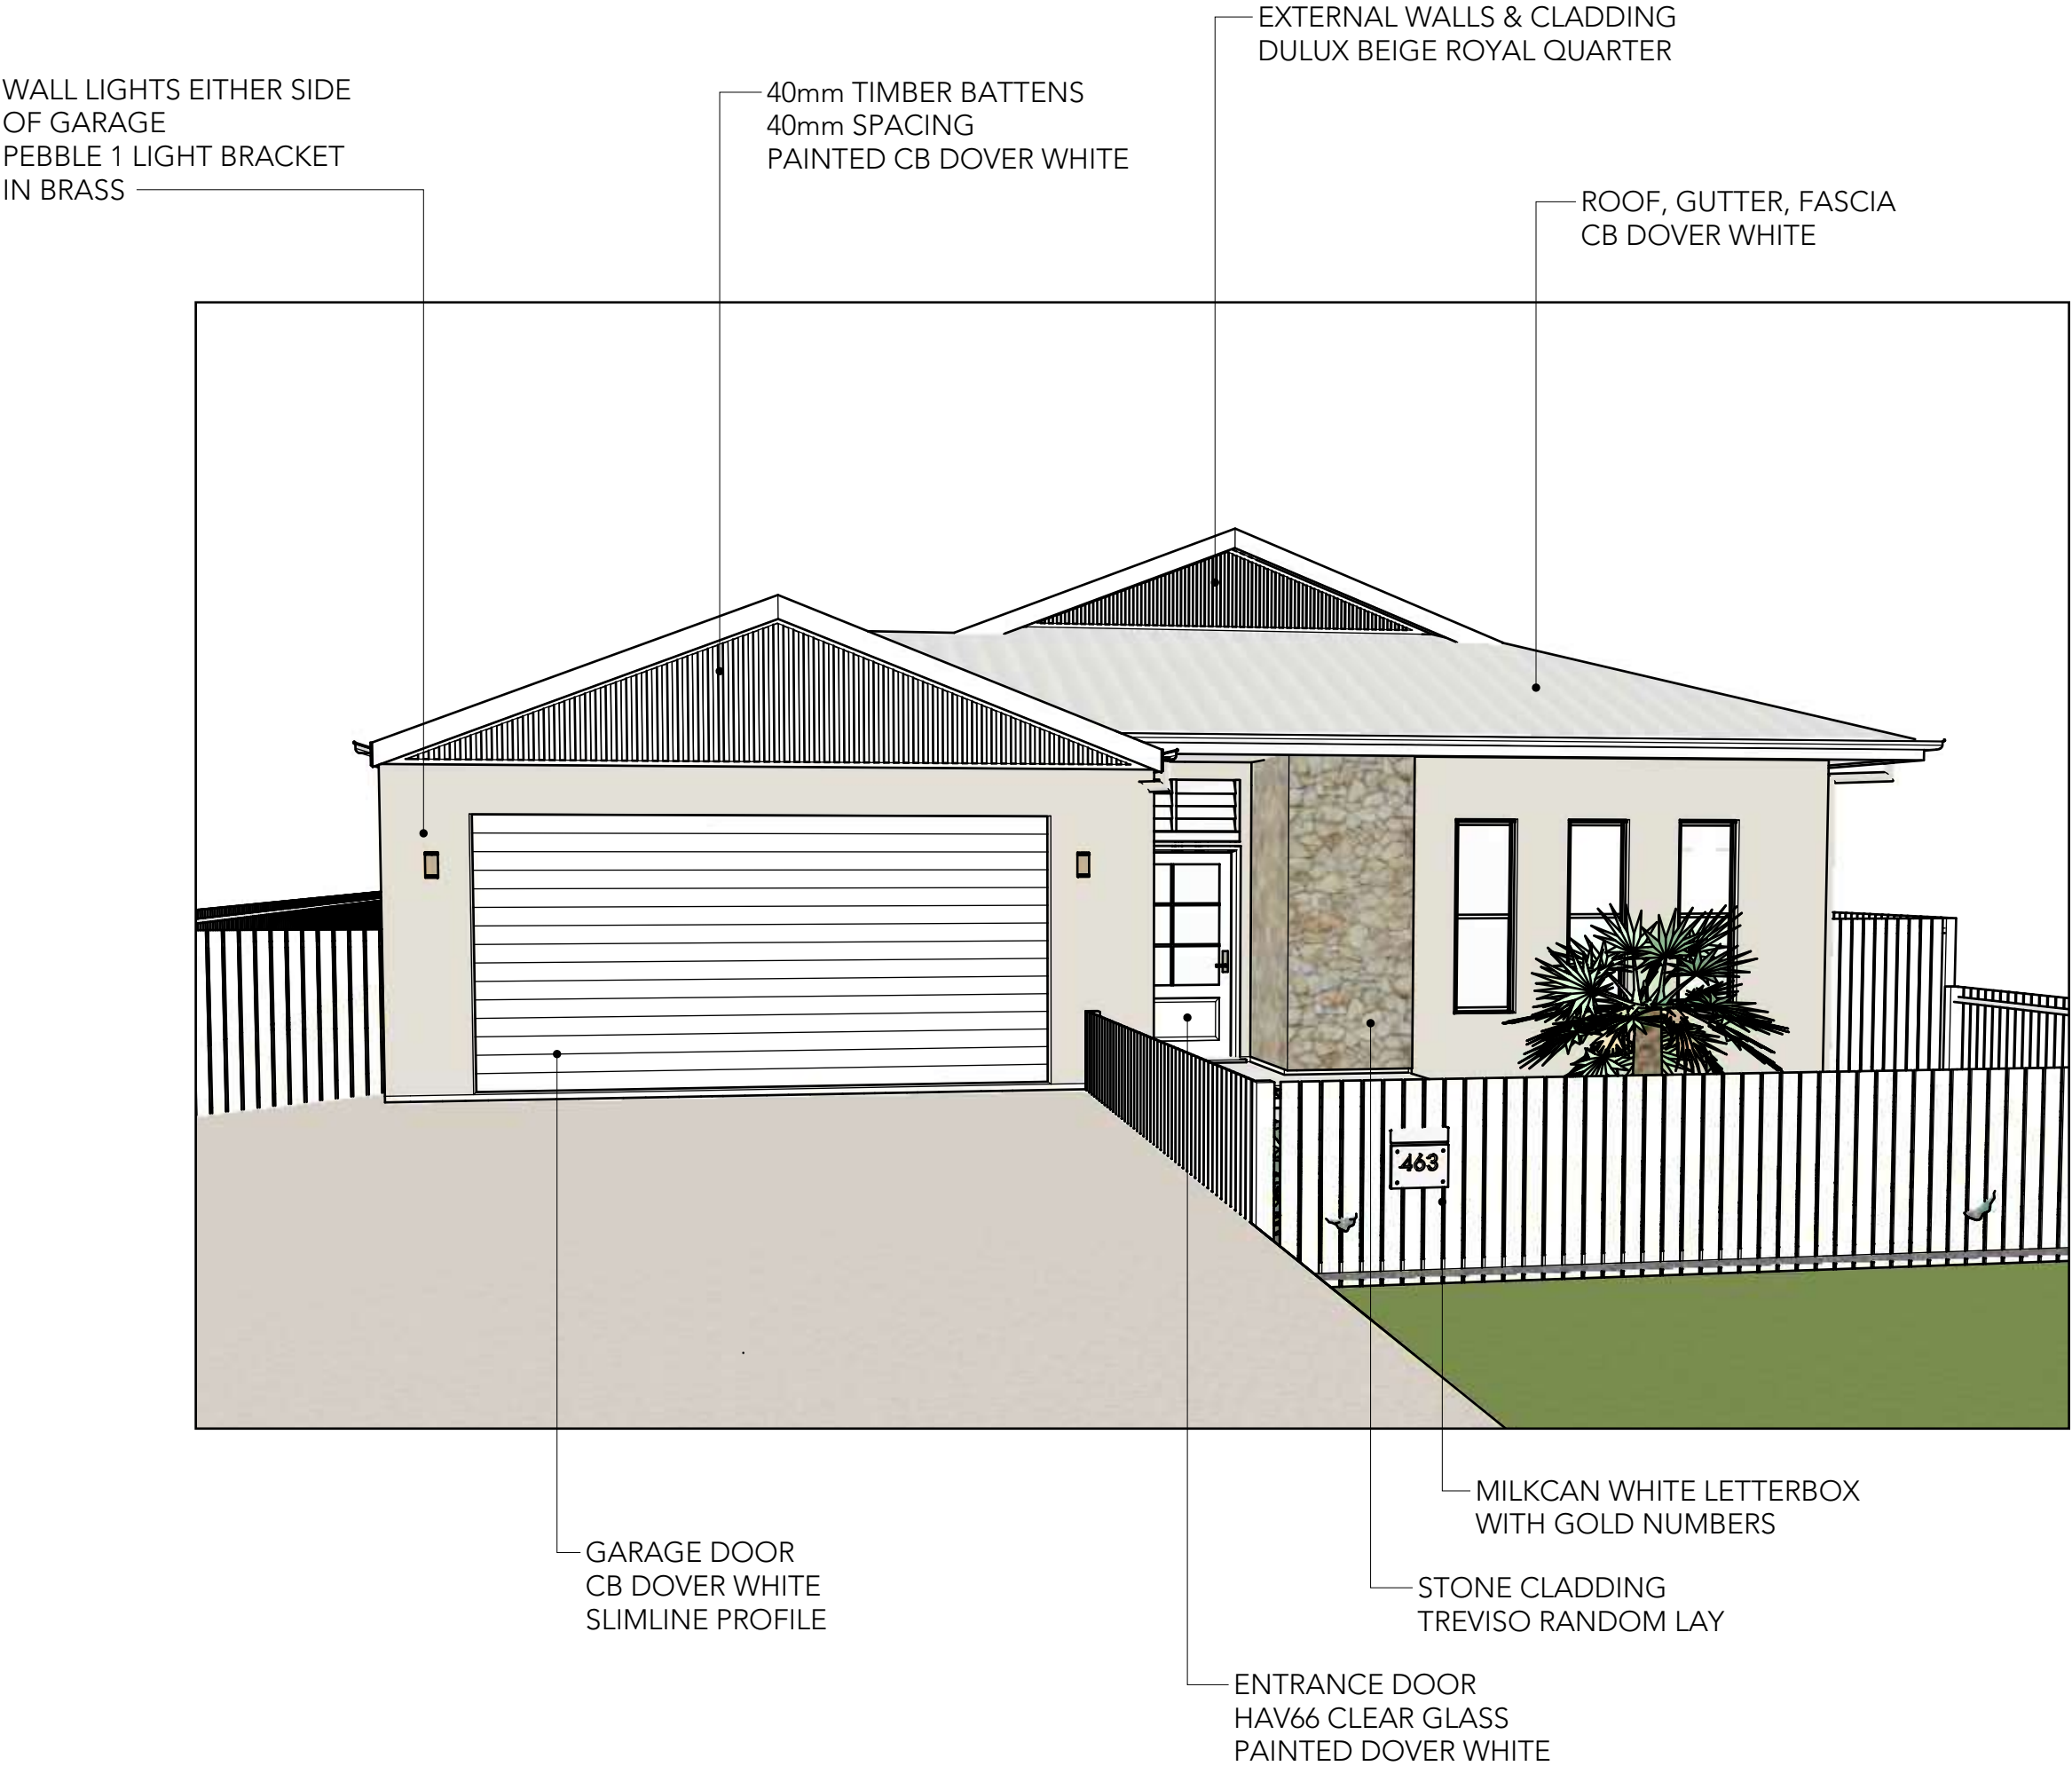 EXTERNAL WALLS & CLADDING
DULUX BEIGE ROYAL QUARTER
WALL LIGHTS EITHER SIDE
OF GARAGE
PEBBLE 1 LIGHT BRACKET
IN BRASS
40mm TIMBER BATTENS
40mm SPACING
PAINTED CB DOVER WHITE
ROOF, GUTTER, FASCIA
CB DOVER WHITE
463
MILKCAN WHITE LETTERBOX
WITH GOLD NUMBERS
GARAGE DOOR
CB DOVER WHITE
SLIMLINE PROFILE
STONE CLADDING
TREVISO RANDOM LAY
ENTRANCE DOOR
HAV66 CLEAR GLASS
PAINTED DOVER WHITE